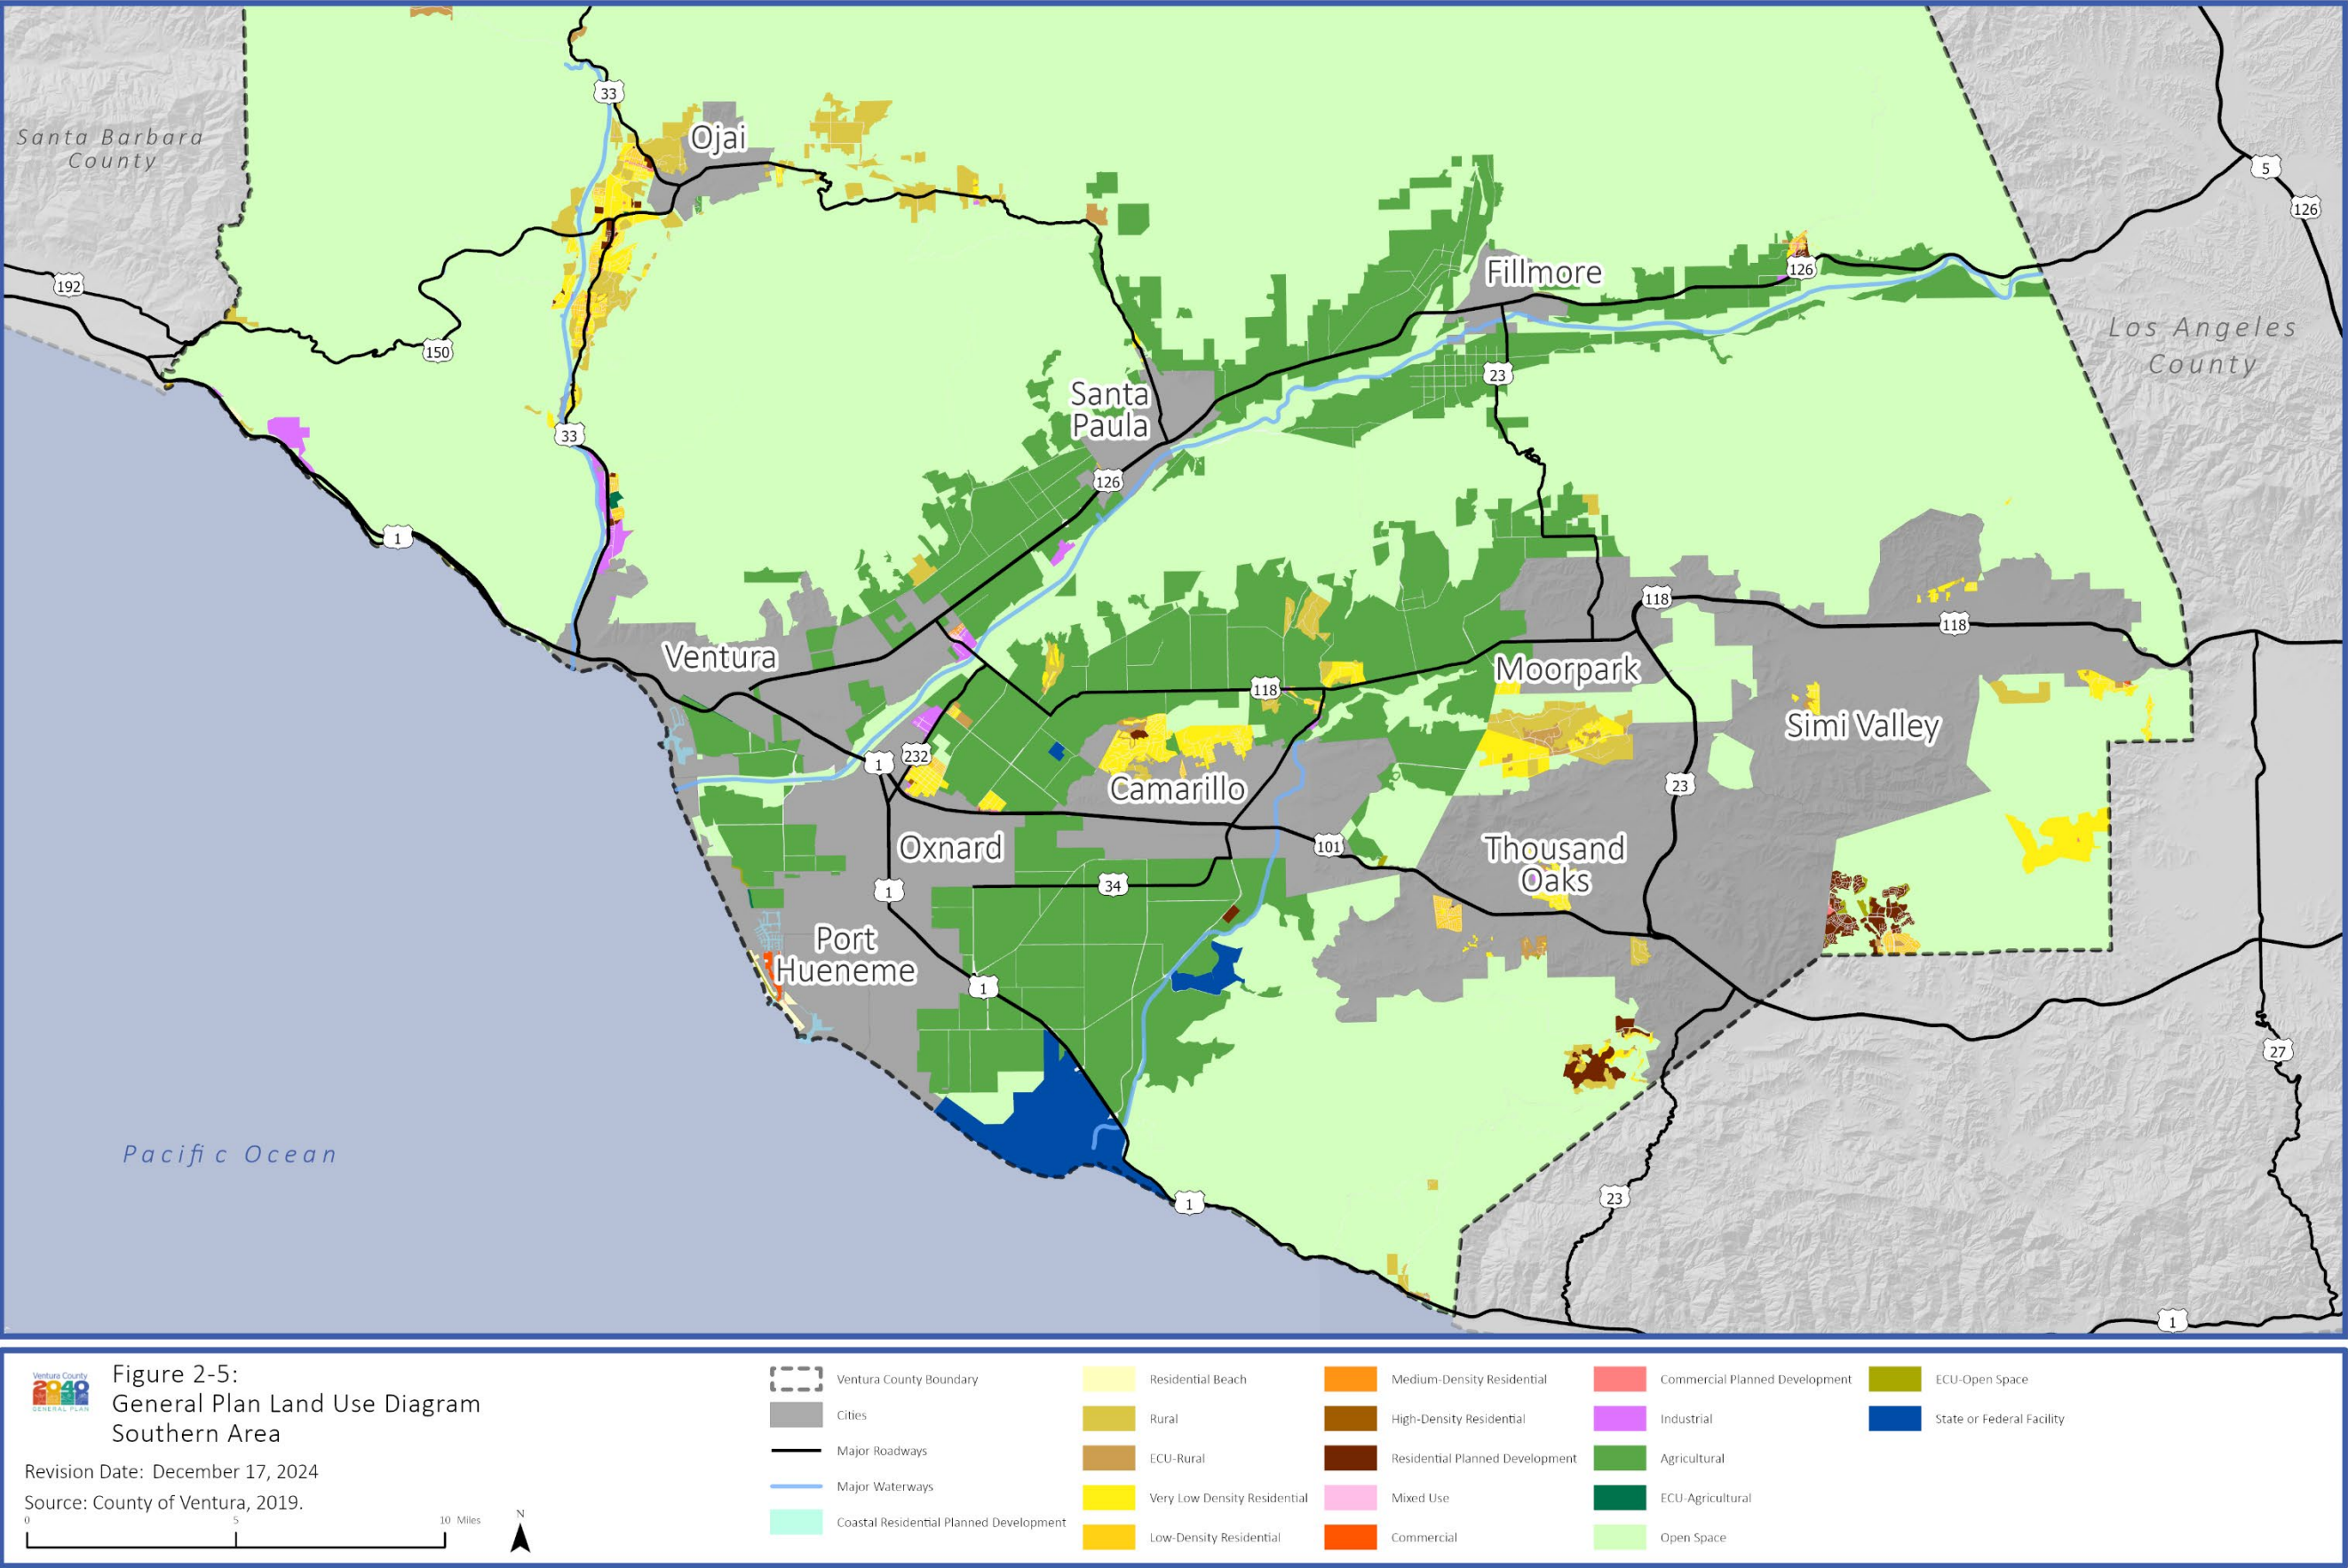 Santa Barbara
County
33
Ojai
5
126
192
Fillmore
126
150
Los Angeles
County
23
Santa
Paula
33
126
1
118
118
Ventura
Moorpark
118
Simi Valley
232
1
Camarillo
23
Oxnard
101
Thousand
Oaks
34
1
Port
Hueneme
1
27
Pacific Ocean
23
1
1
Ventura County
2040
GENERAL PLAN
Figure 2-5:
General Plan Land Use Diagram
Southern Area
Revision Date: December 17, 2024
Source: County of Ventura, 2019.
0 5 10 Miles
N
Ventura County Boundary
Cities
Major Roadways
Major Waterways
Coastal Residential Planned Development
Residential Beach
Rural
ECU-Rural
Very Low Density Residential
Low-Density Residential
Medium-Density Residential
High-Density Residential
Residential Planned Development
Mixed Use
Commercial
Commercial Planned Development
Industrial
Agricultural
ECU-Agricultural
Open Space
ECU-Open Space
State or Federal Facility